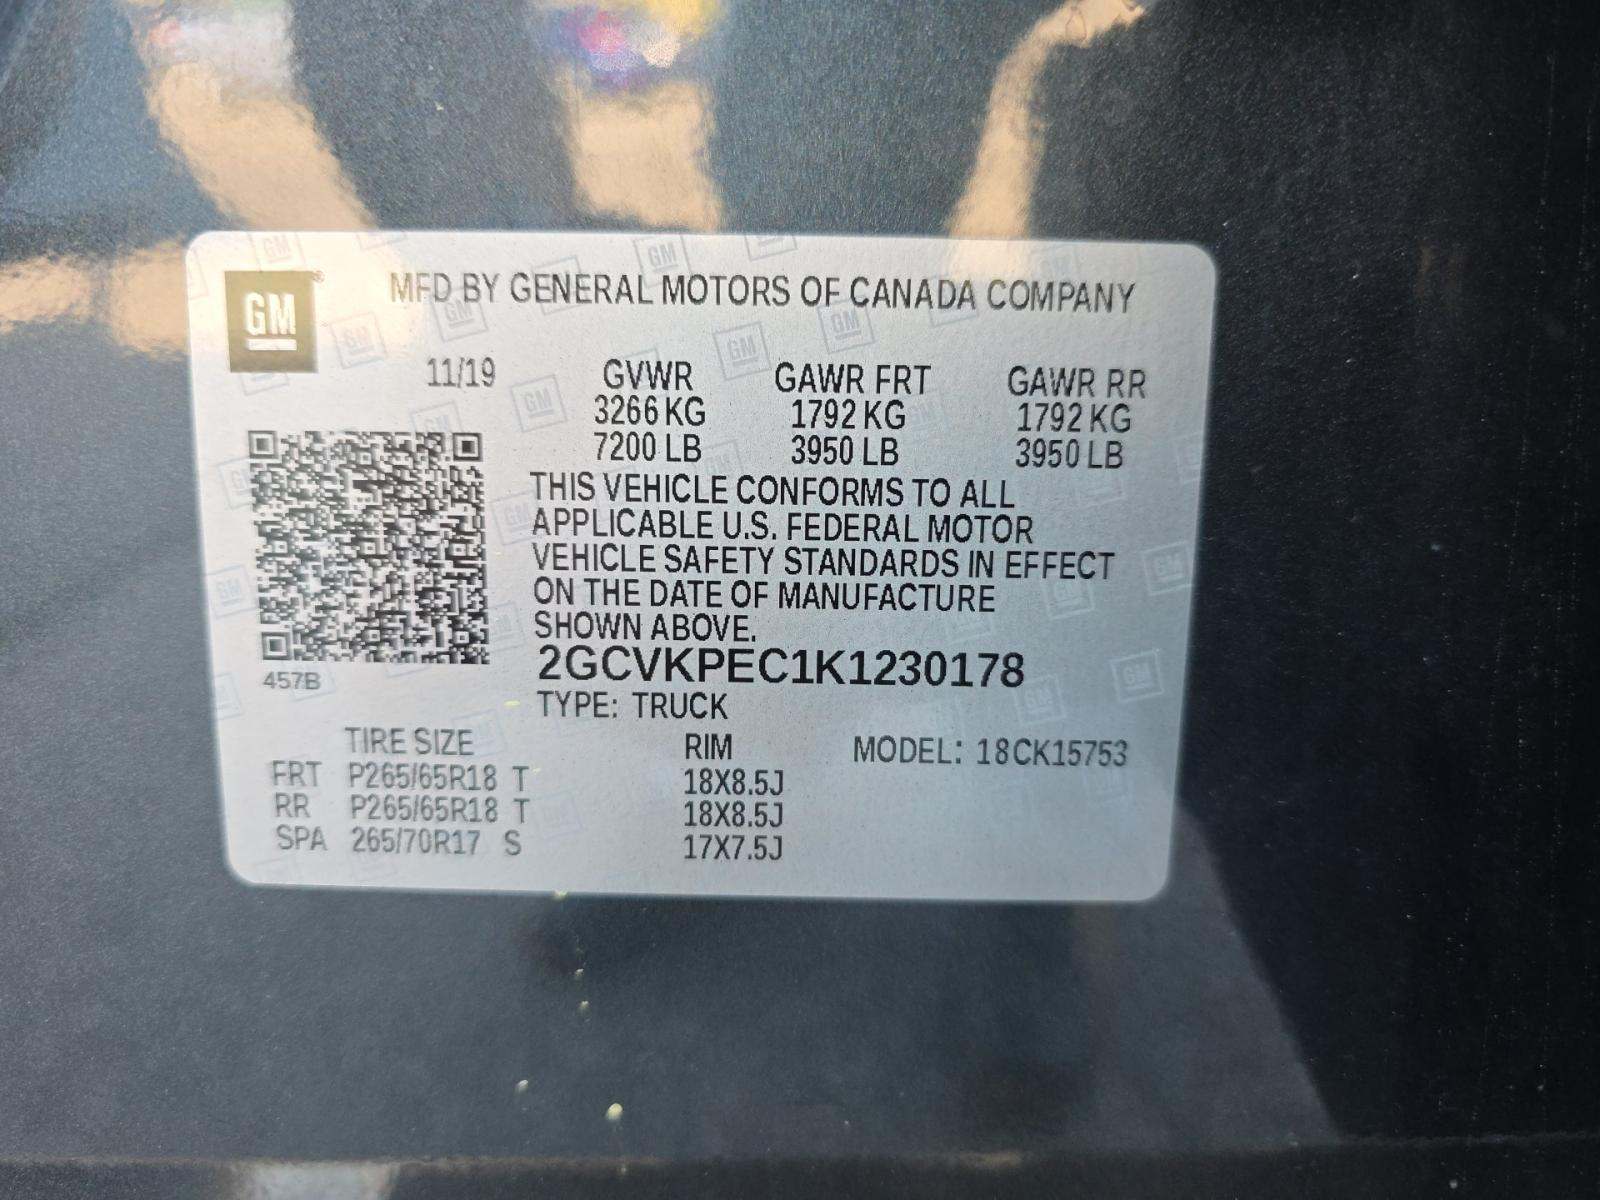 GM
MFD BY GENERAL MOTORS OF CANADA COMPANY
11/19 GVWR GAWR FRT GAWR RR
3266 KG 1792 KG 1792 KG
7200 LB 3950 LB 3950 LB
THIS VEHICLE CONFORMS TO ALL
APPLICABLE U.S. FEDERAL MOTOR
VEHICLE SAFETY STANDARDS IN EFFECT
ON THE DATE OF MANUFACTURE
SHOWN ABOVE.
2GCVKPEC1K1230178
457B
TYPE: TRUCK
TIRE SIZE RIM MODEL: 18CK15753
FRT P265/65R18 T 18X8.5J
RR P265/65R18 T 18X8.5J
SPA 265/70R17 S 17X7.5J